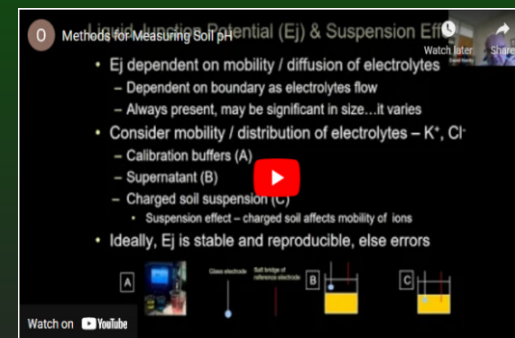 Liquid Junction Potential (Ej) & Suspension Eff
O Methods for Measuring Soil pH
Watch later
Share
David Hardy
• Ej dependent on mobility / diffusion of electrolytes
– Dependent on boundary as electrolytes flow
– Always present, may be significant in size…it varies
• Consider mobility / distribution of electrolytes – K⁺, Cl⁻
– Calibration buffers (A)
– Supernatant (B)
– Charged soil suspension (C)
• Suspension effect – charged soil affects mobility of ions
• Ideally, Ej is stable and reproducible, else errors
A
Glass electrode
Salt bridge of
reference electrode
B
C
Watch on YouTube